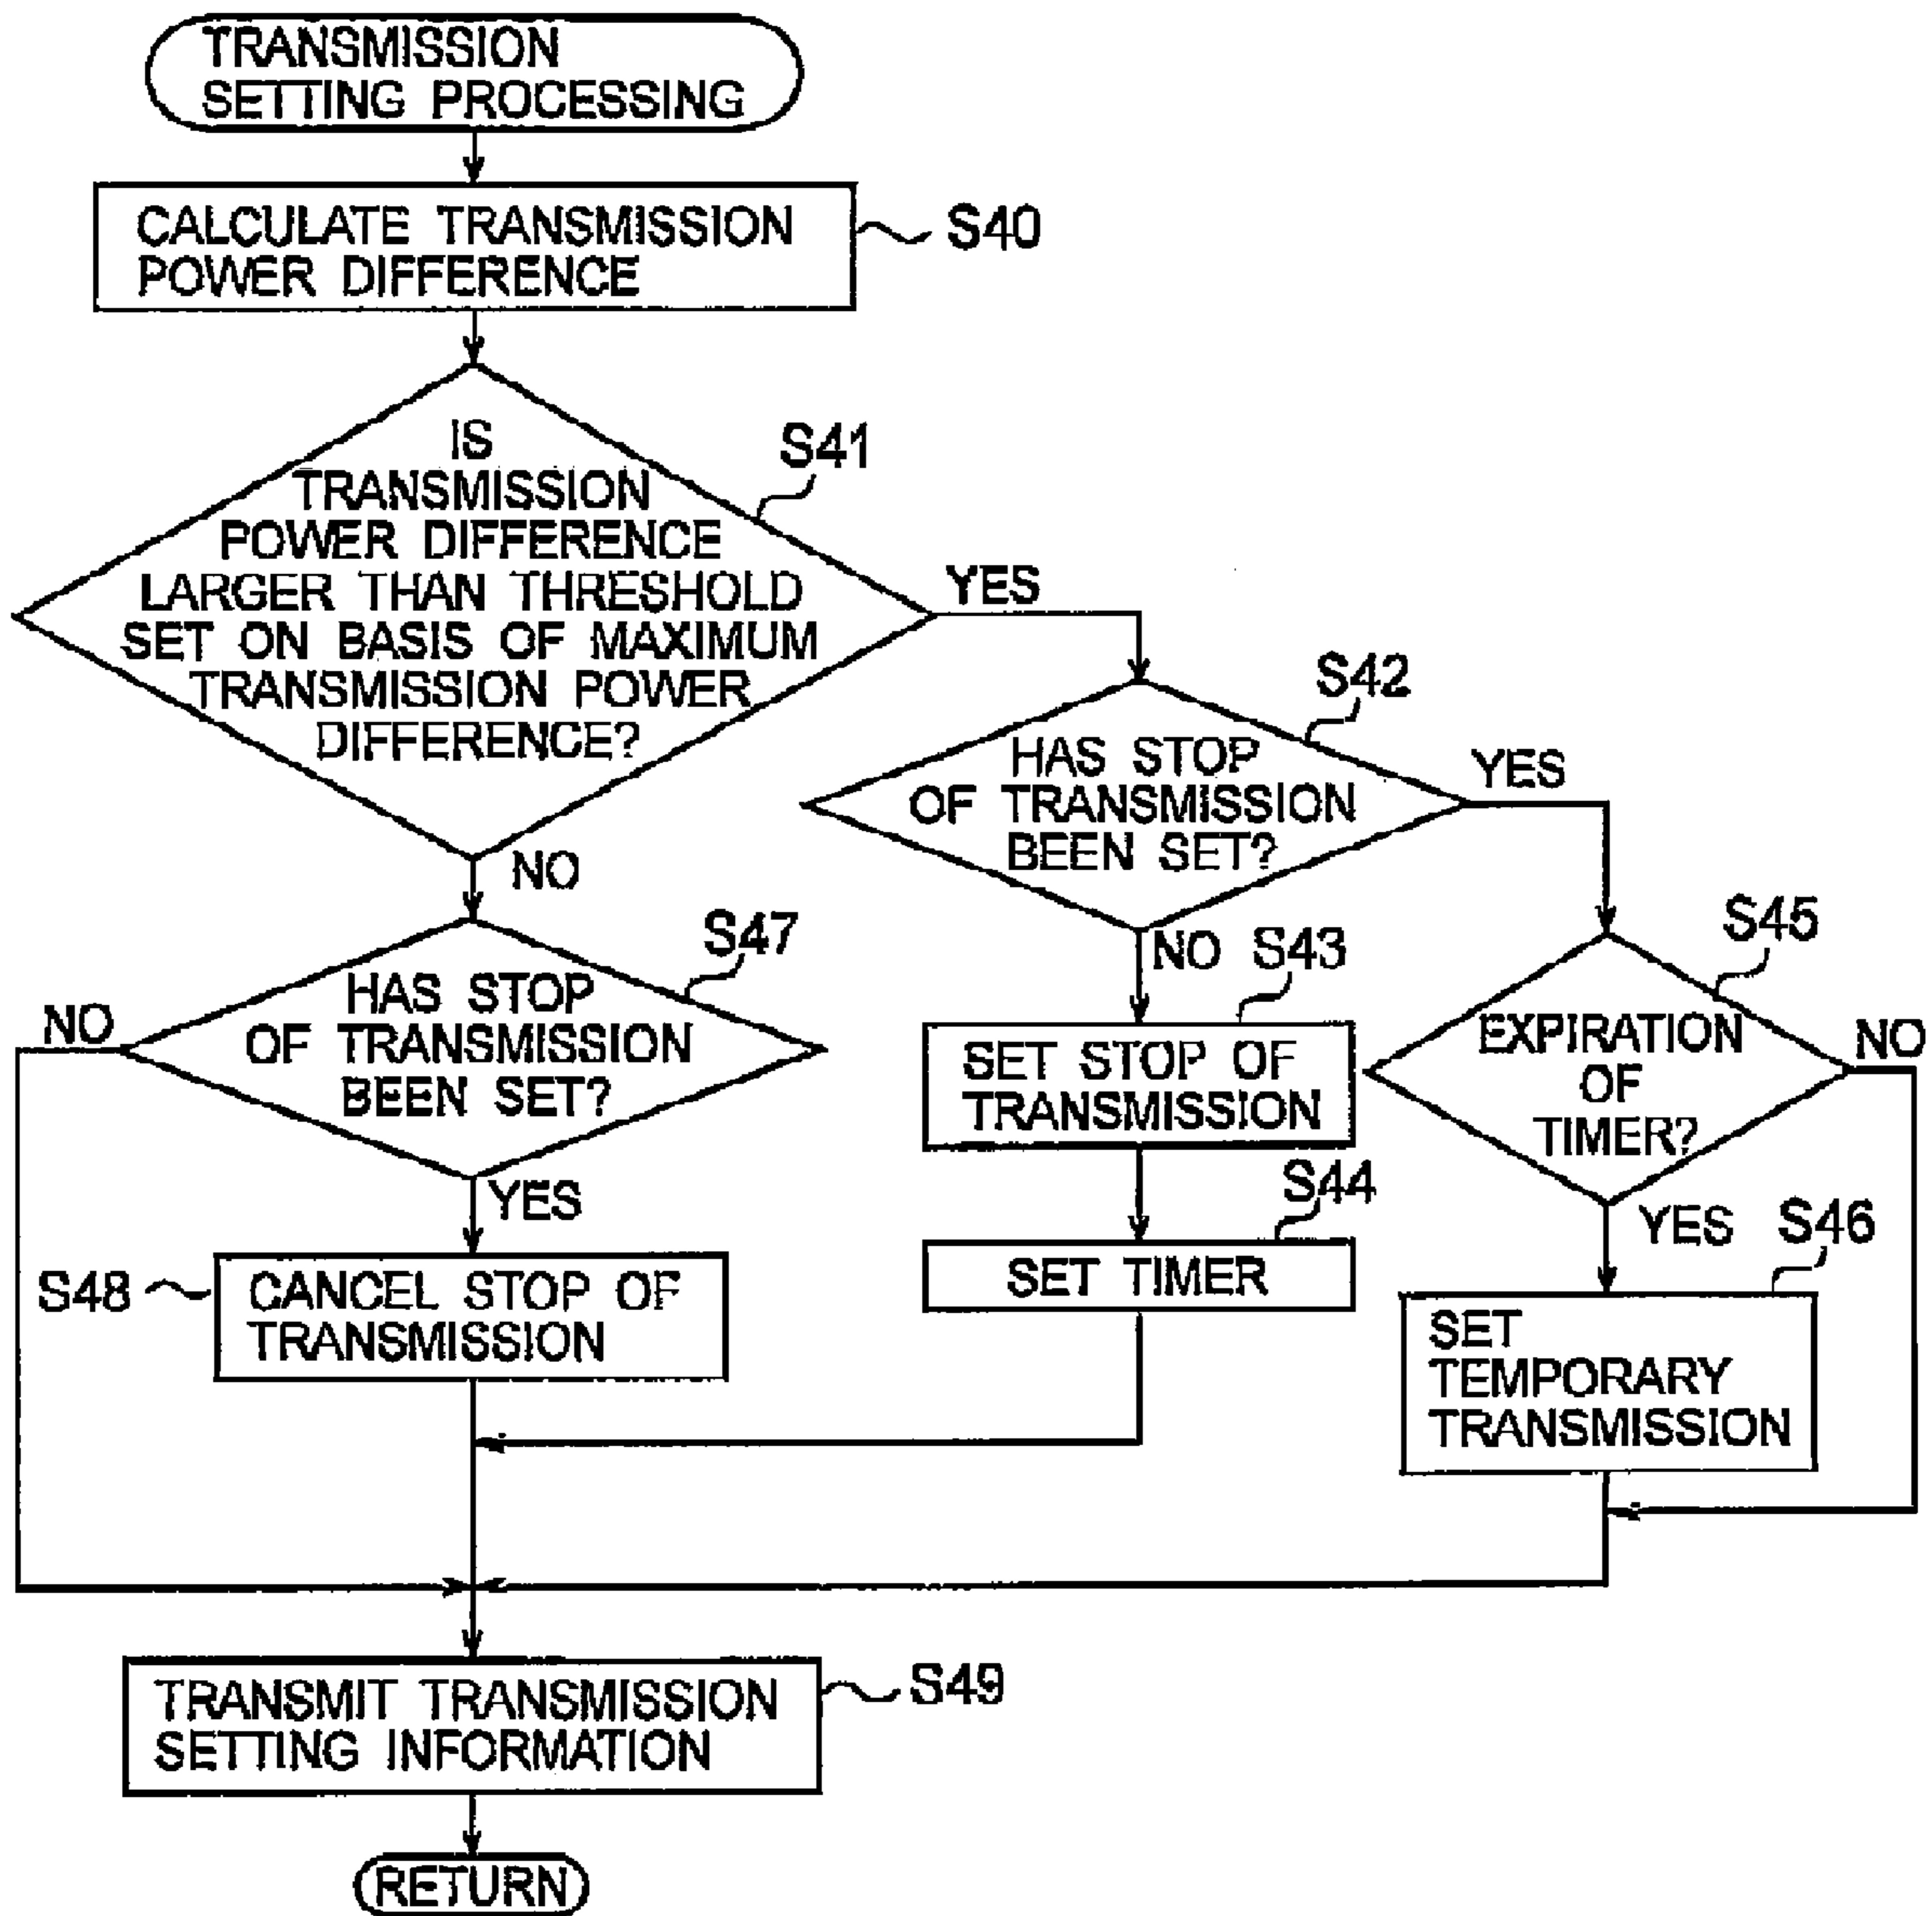 TRANSMISSION
SETTING PROCESSING
CALCULATE TRANSMISSION
POWER DIFFERENCE
S40
IS
TRANSMISSION
POWER DIFFERENCE
LARGER THAN THRESHOLD
SET ON BASIS OF MAXIMUM
TRANSMISSION POWER
DIFFERENCE?
S41
YES
NO
HAS STOP
OF TRANSMISSION
BEEN SET?
S42
YES
NO
SET STOP OF
TRANSMISSION
S43
SET TIMER
S44
EXPIRATION
OF
TIMER?
S45
NO
YES
SET
TEMPORARY
TRANSMISSION
S46
HAS STOP
OF TRANSMISSION
BEEN SET?
S47
NO
YES
CANCEL STOP OF
TRANSMISSION
S48
TRANSMIT TRANSMISSION
SETTING INFORMATION
S49
RETURN